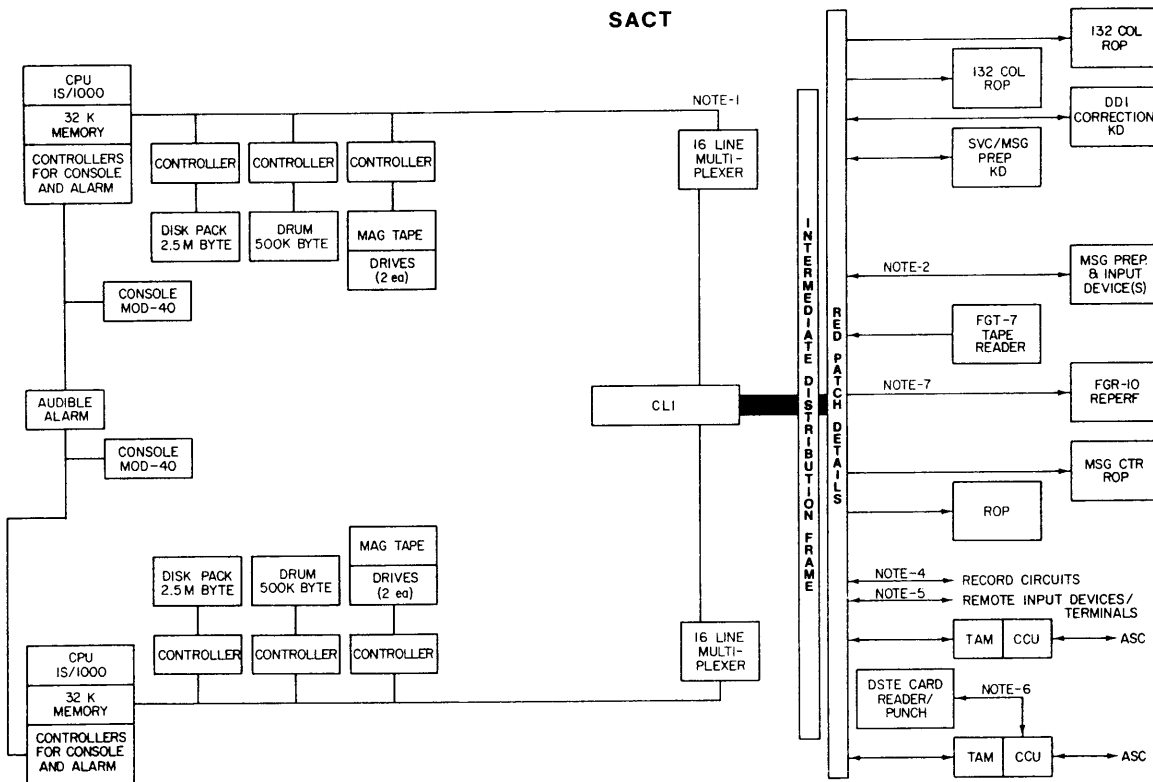 SACT
CPU
IS/1000
32 K
MEMORY
CONTROLLERS
FOR CONSOLE
AND ALARM
CONTROLLER
DISK PACK
2.5 M BYTE
CONTROLLER
DRUM
500K BYTE
CONTROLLER
MAG TAPE
DRIVES
(2 ea)
NOTE-1
16 LINE
MULTI-
PLEXER
CONSOLE
MOD-40
AUDIBLE
ALARM
CONSOLE
MOD-40
CLI
DISK PACK
2.5 M BYTE
CONTROLLER
DRUM
500K BYTE
CONTROLLER
MAG TAPE
DRIVES
(2 ea)
CONTROLLER
CPU
IS/1000
32 K
MEMORY
CONTROLLERS
FOR CONSOLE
AND ALARM
16 LINE
MULTI-
PLEXER
INTERMEDIATE DISTRIBUTION FRAME
RED PATCH DETAILS
132 COL
ROP
132 COL
ROP
DDI
CORRECTION
KD
SVC/MSG
PREP
KD
NOTE-2
MSG PREP
& INPUT
DEVICE(S)
FGT-7
TAPE
READER
NOTE-7
FGR-10
REPERF
MSG CTR
ROP
ROP
NOTE-4
RECORD CIRCUITS
NOTE-5
REMOTE INPUT DEVICES/
TERMINALS
TAM
CCU
ASC
DSTE CARD
READER/
PUNCH
NOTE-6
TAM
CCU
ASC